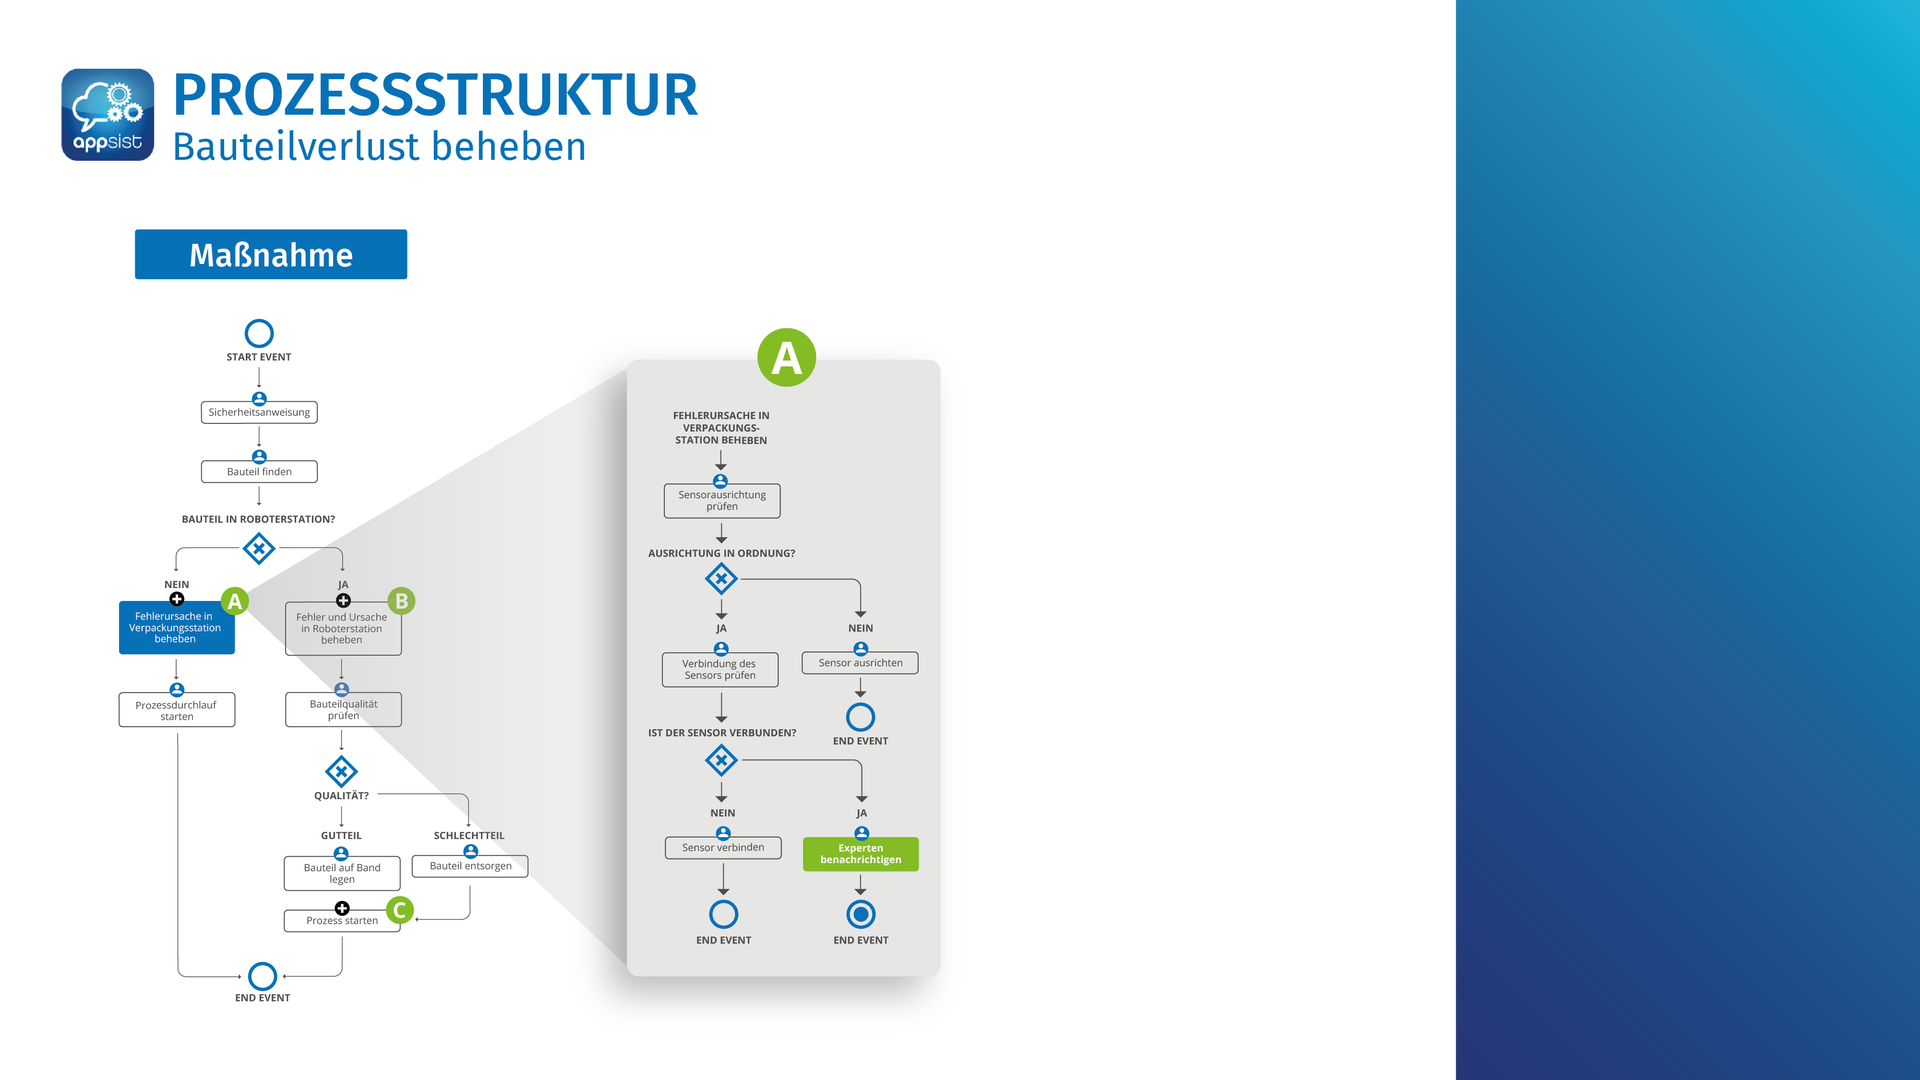 appsist
PROZESSSTRUKTUR
Bauteilverlust beheben
Maßnahme
START EVENT
Sicherheitsanweisung
Bauteil finden
BAUTEIL IN ROBOTERSTATION?
NEIN
A
Fehlerursache in
Verpackungsstation
beheben
Prozessdurchlauf
starten
JA
B
Fehler und Ursache
in Roboterstation
beheben
Bauteilqualität
prüfen
QUALITÄT?
GUTTEIL
Bauteil auf Band
legen
SCHLECHTTEIL
Bauteil entsorgen
C
Prozess starten
END EVENT
A
FEHLERURSACHE IN
VERPACKUNGS-
STATION BEHEBEN
Sensorausrichtung
prüfen
AUSRICHTUNG IN ORDNUNG?
JA
Verbindung des
Sensors prüfen
NEIN
Sensor ausrichten
END EVENT
IST DER SENSOR VERBUNDEN?
NEIN
Sensor verbinden
END EVENT
JA
Experten
benachrichtigen
END EVENT